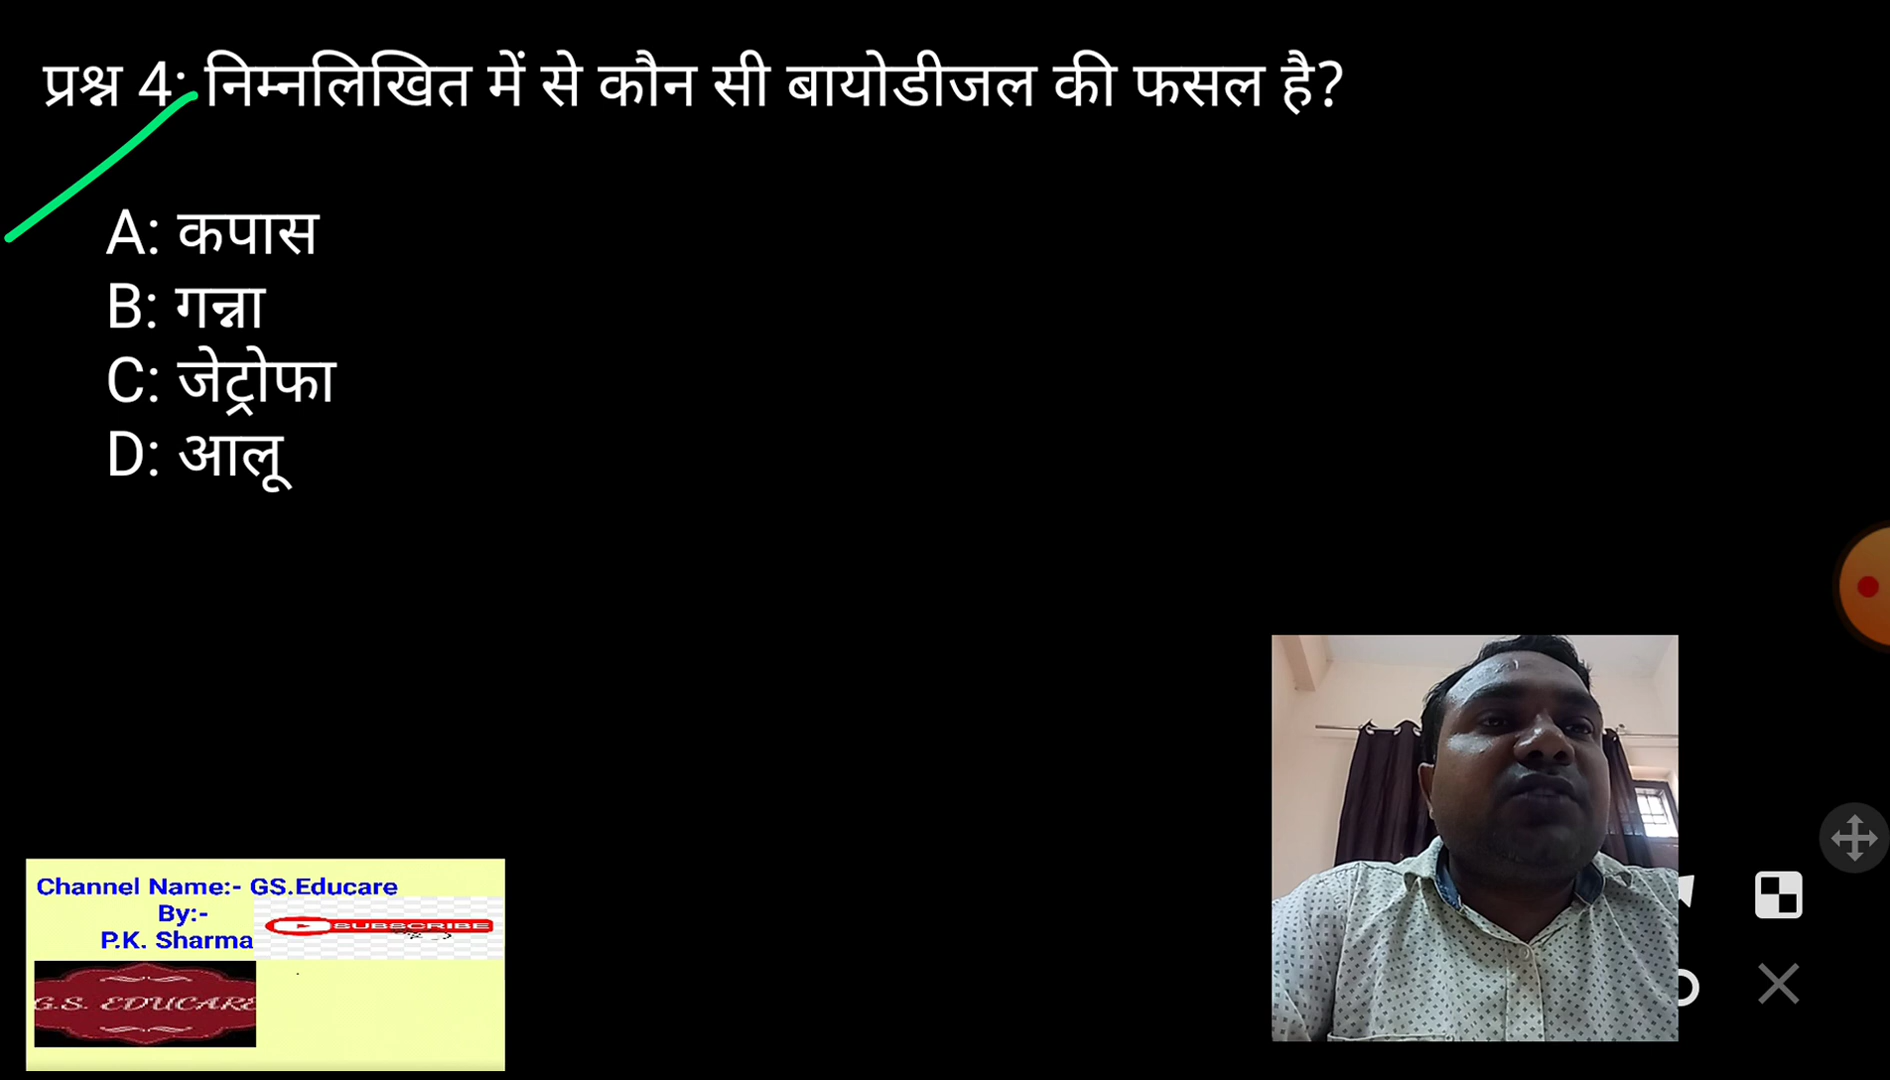 प्रश्न 4: निम्नलिखित में से कौन सी बायोडीजल की फसल है?
A: कपास
B: गन्ना
C: जेट्रोफा
D: आलू
Channel Name:- GS.Educare
By:-
P.K. Sharma
SUBSCRIBE
G.S. EDUCARE